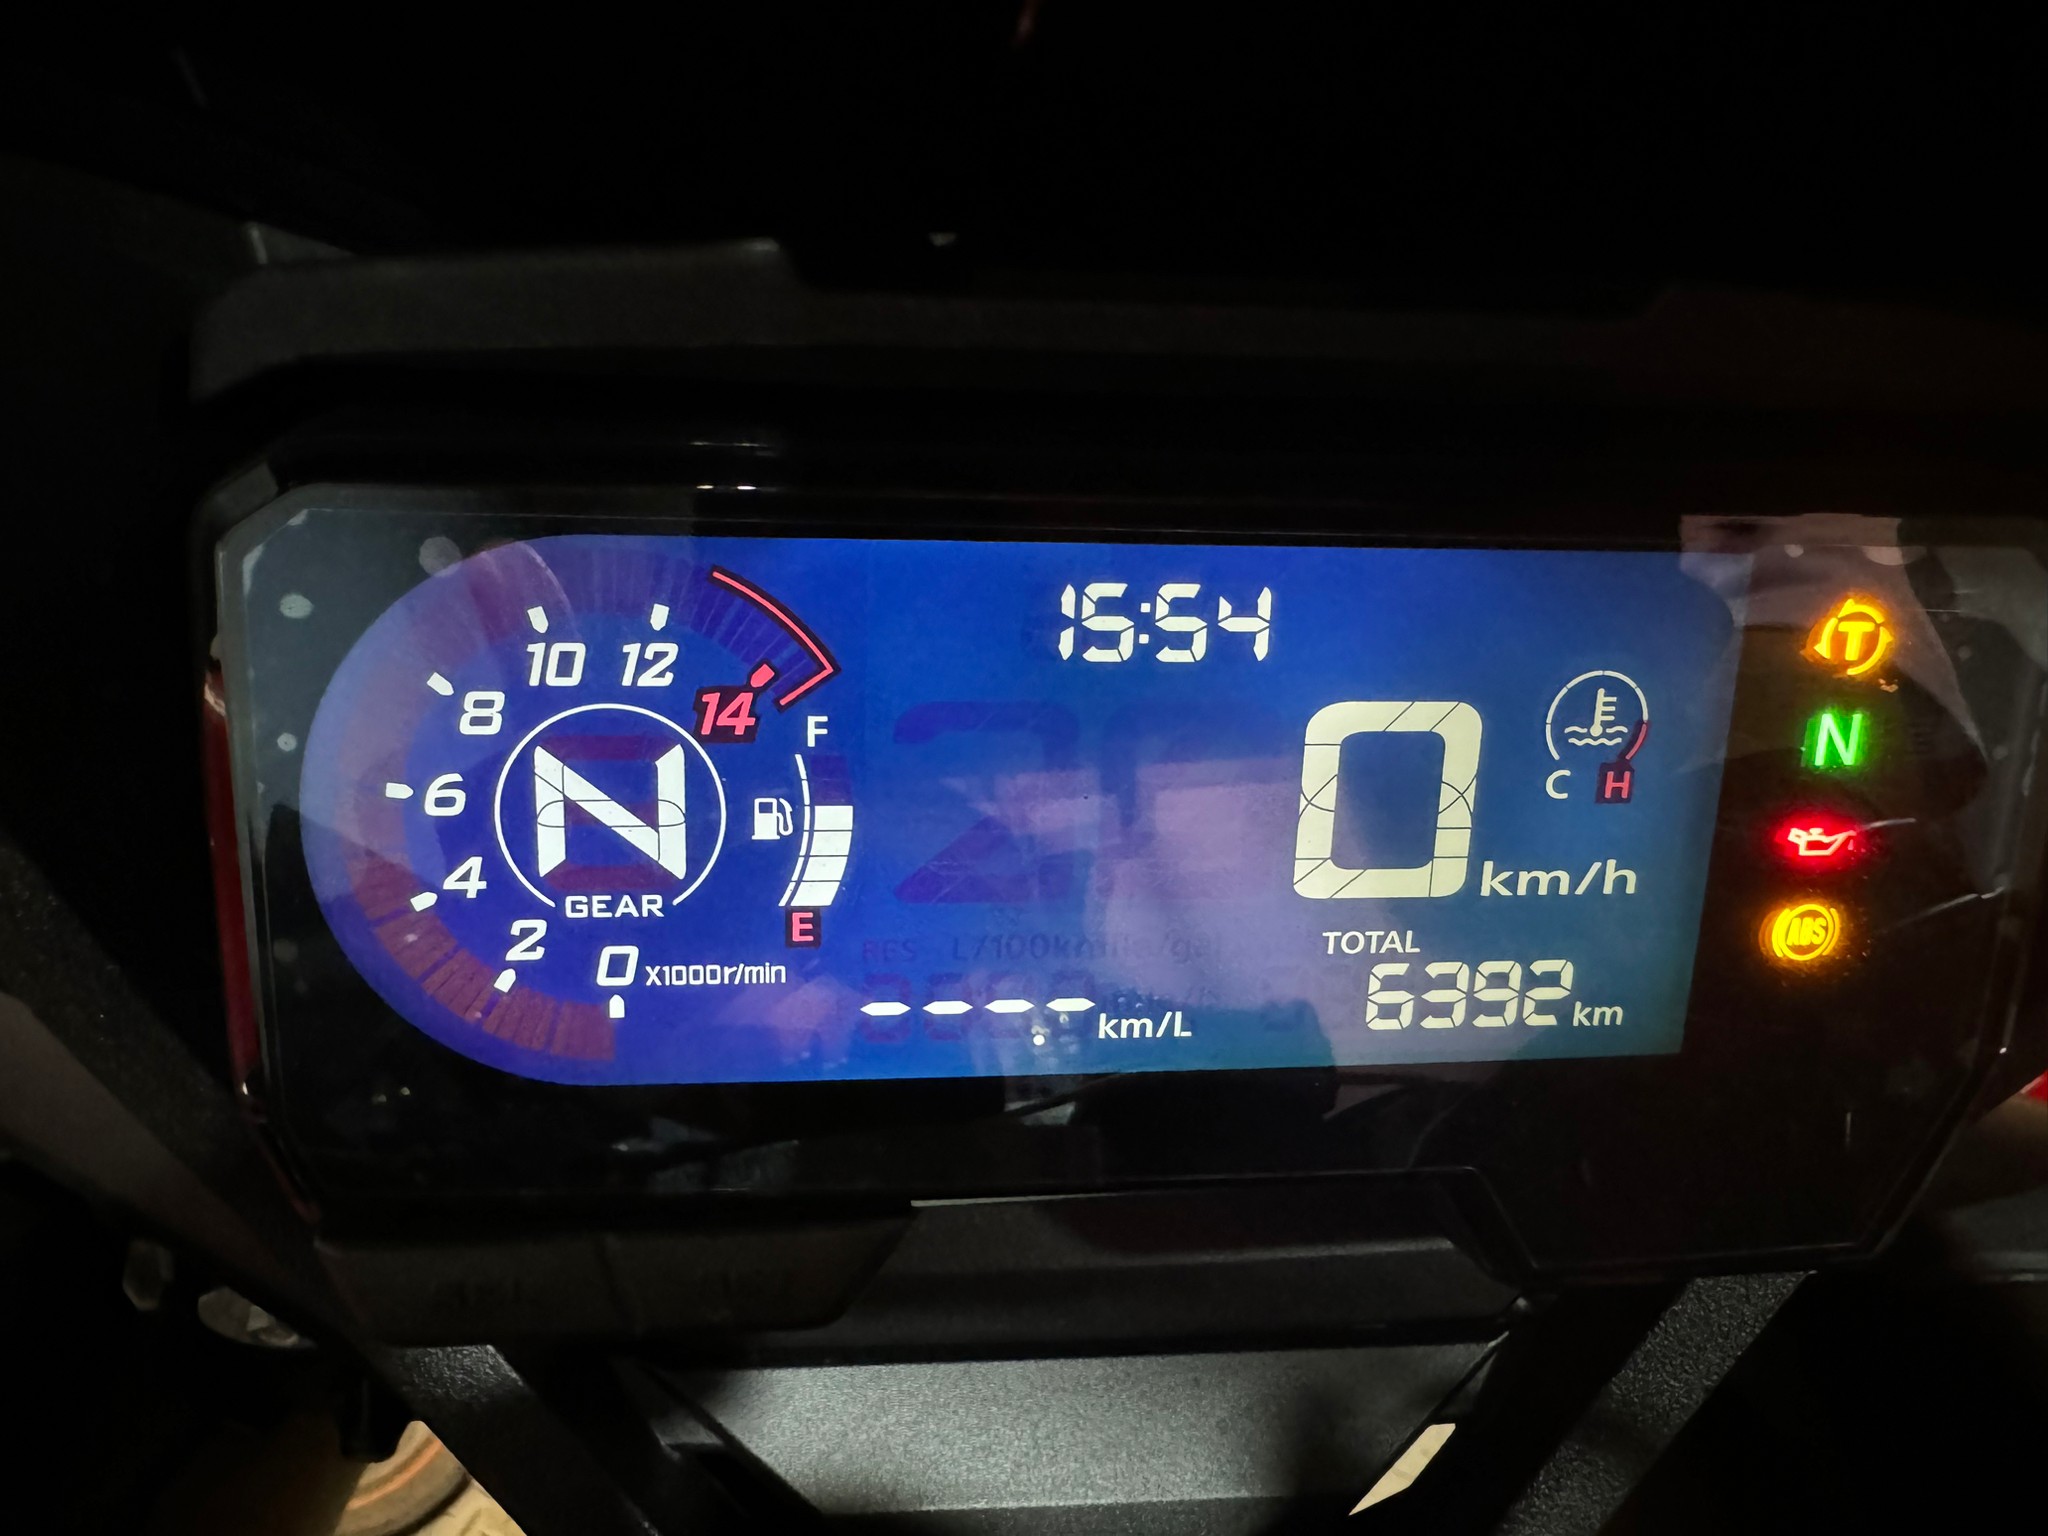 15:54
10 12
8 14
F
6 N
C H
4
0 km/h
GEAR
E
2
0 X1000r/min
TOTAL
6392 km
---- km/L
T
N
ABS